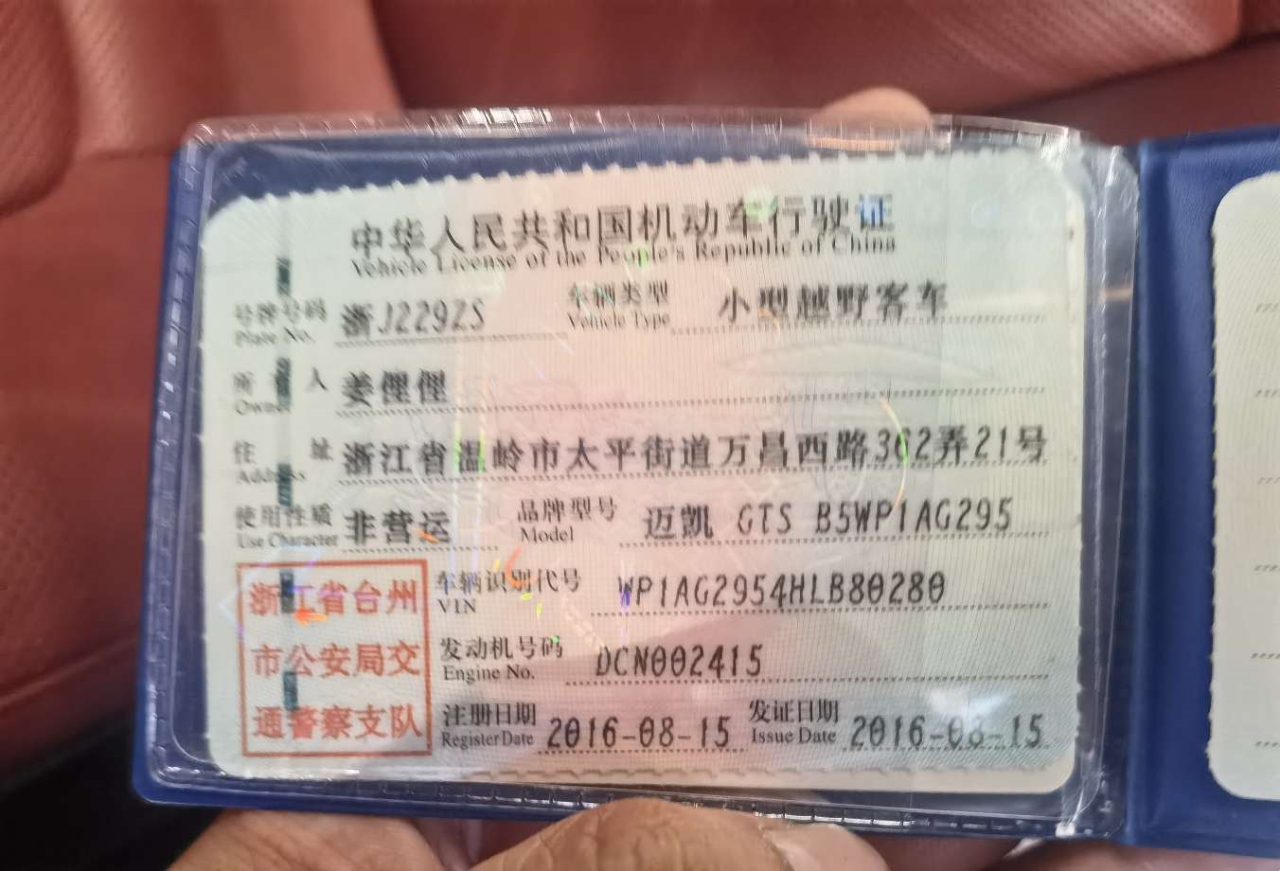 中华人民共和国机动车行驶证
Vehicle License of the People's Republic of China
号牌号码 浙J229ZS 车辆类型 小型越野客车
Plate No. Vehicle Type
所有人 姜俚俚
Owner
住址 浙江省温岭市太平街道万昌西路362弄21号
Address
使用性质 非营运 品牌型号 迈凯 GTS B5WP1AG295
Use Character Model
浙江省台州 车辆识别代号 WP1AG2954HLB80280
VIN
市公安局交 发动机号码 DCN002415
Engine No.
通警察支队 注册日期 2016-08-15 发证日期 2016-08-15
Register Date Issue Date